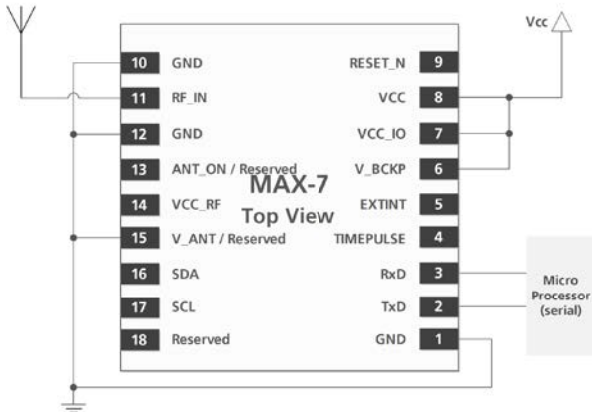 Vcc
10 GND RESET_N 9
11 RF_IN VCC 8
12 GND VCC_IO 7
13 ANT_ON / Reserved V_BCKP 6
MAX-7
14 VCC_RF EXTINT 5
Top View
15 V_ANT / Reserved TIMEPULSE 4
16 SDA RxD 3
17 SCL TxD 2
18 Reserved GND 1
Micro
Processor
(serial)